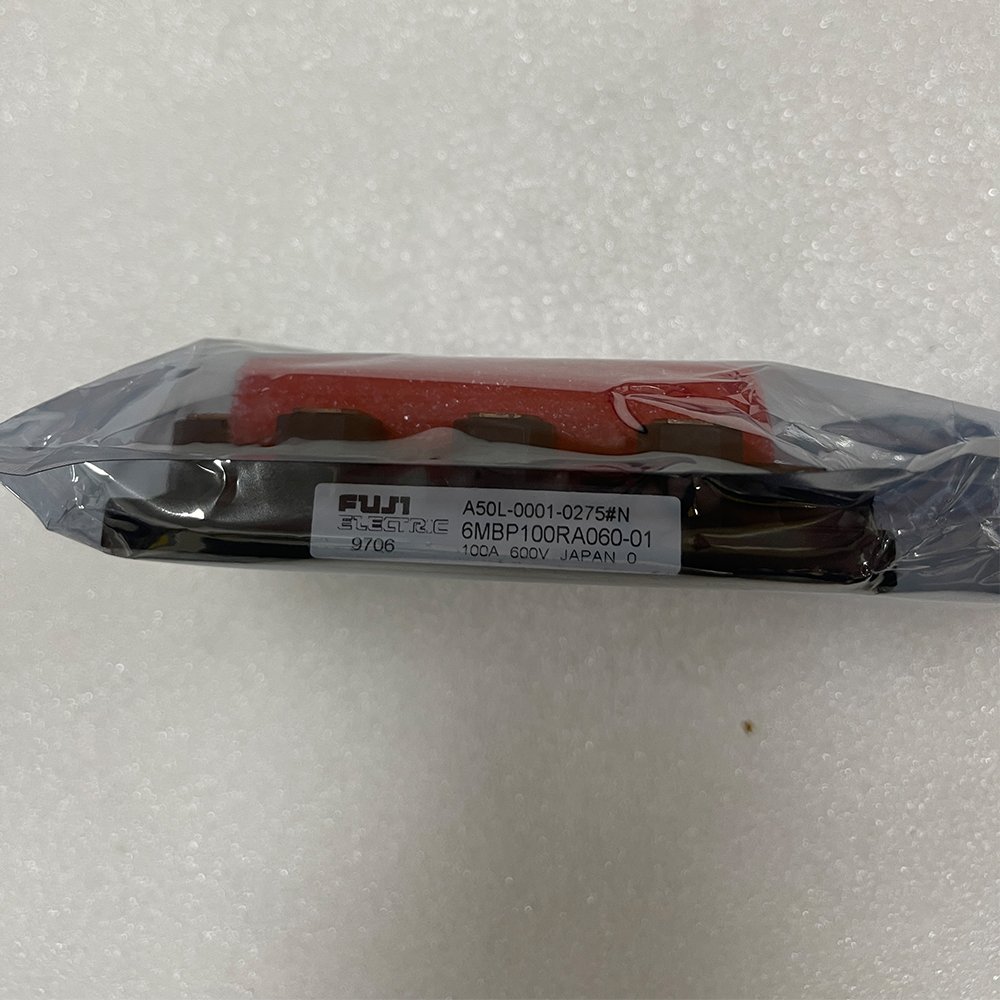 FUJI A50L-0001-0275#N
ELECTRIC 6MBP100RA060-01
9706 100A 600V JAPAN 0